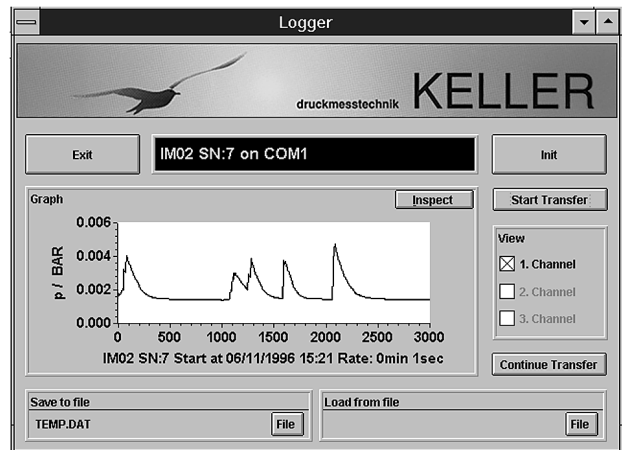 Logger
druckmesstechnik KELLER
Exit
IM02 SN:7 on COM1
Init
Graph
Inspect
Start Transfer
p / BAR
0.006
0.004
0.002
0.000
0 500 1000 1500 2000 2500 3000
IM02 SN:7 Start at 06/11/1996 15:21 Rate: 0min 1sec
View
1. Channel
2. Channel
3. Channel
Continue Transfer
Save to file
TEMP.DAT
File
Load from file
File